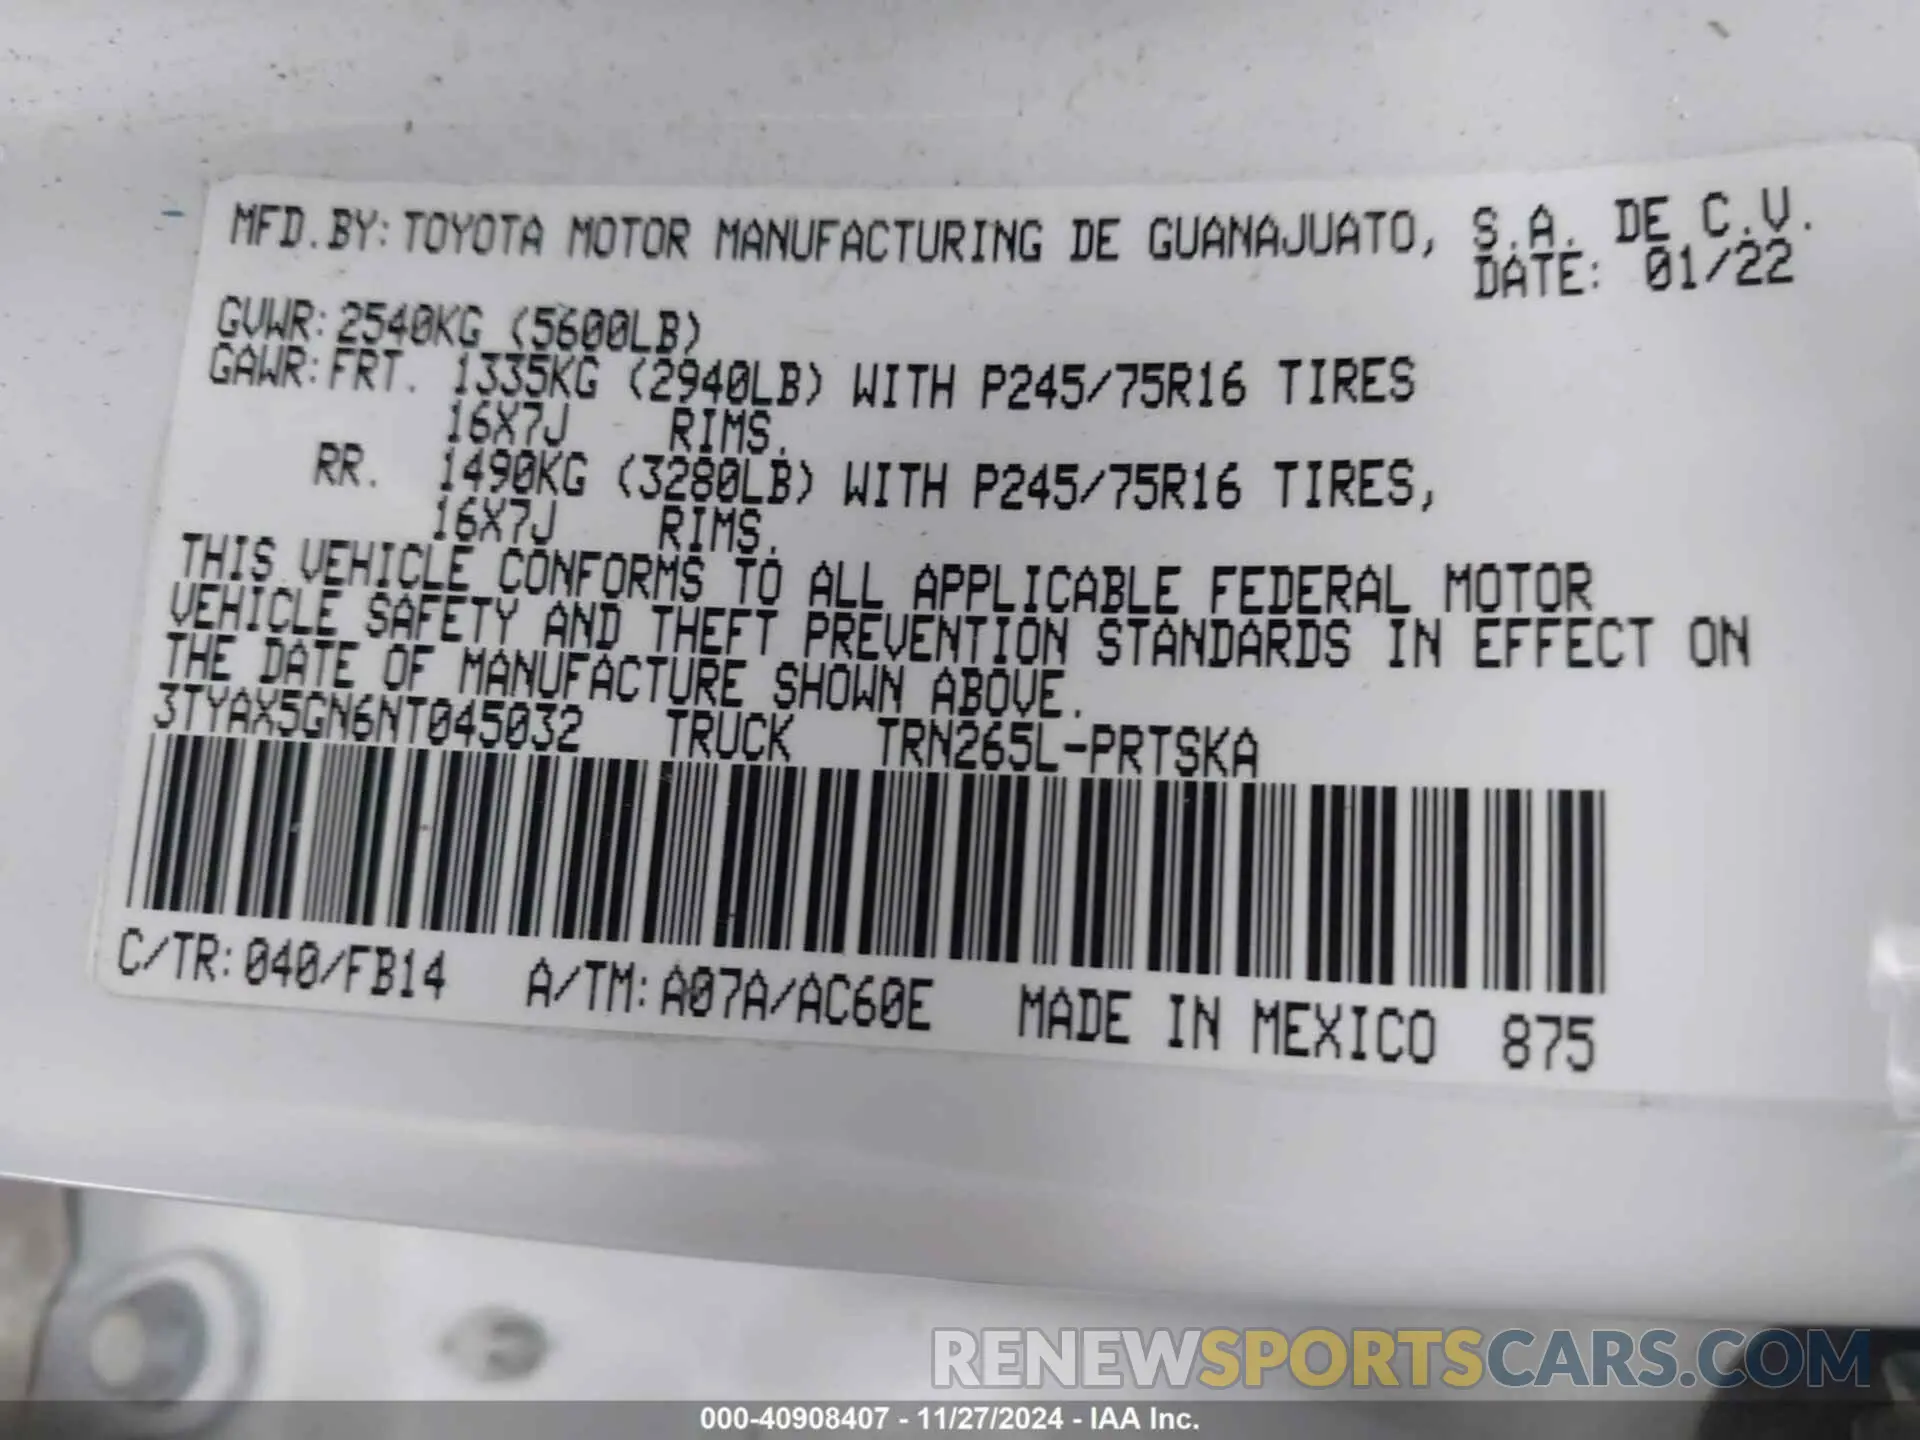 MFD.BY: TOYOTA MOTOR MANUFACTURING DE GUANAJUATO, S.A. DE C.V.
DATE: 01/22
GVWR: 2540KG (5600LB)
GAWR: FRT. 1335KG (2940LB) WITH P245/75R16 TIRES
16X7J RIMS.
RR. 1490KG (3280LB) WITH P245/75R16 TIRES,
16X7J RIMS.
THIS VEHICLE CONFORMS TO ALL APPLICABLE FEDERAL MOTOR
VEHICLE SAFETY AND THEFT PREVENTION STANDARDS IN EFFECT ON
THE DATE OF MANUFACTURE SHOWN ABOVE.
3TYAX5GN6NT045032 TRUCK TRN265L-PRTSKA
C/TR: 040/FB14 A/TM: A07A/AC60E MADE IN MEXICO 875
RENEWSPORTSCARS.COM
000-40908407 - 11/27/2024 - IAA Inc.